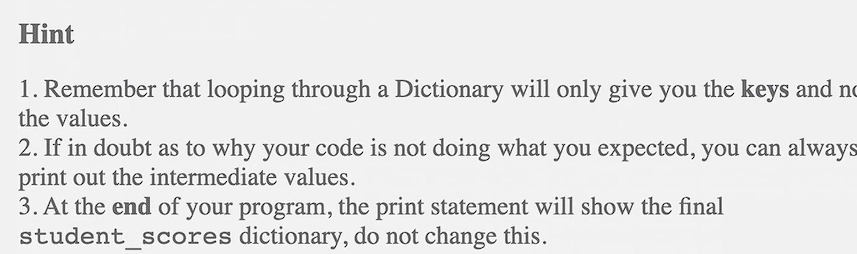 Hint
1. Remember that looping through a Dictionary will only give you the keys and
the values.
2. If in doubt as to why your code is not doing what you expected, you can always
print out the intermediate values.
3. At the end of your program, the print statement will show the final
student_scores dictionary, do not change this.